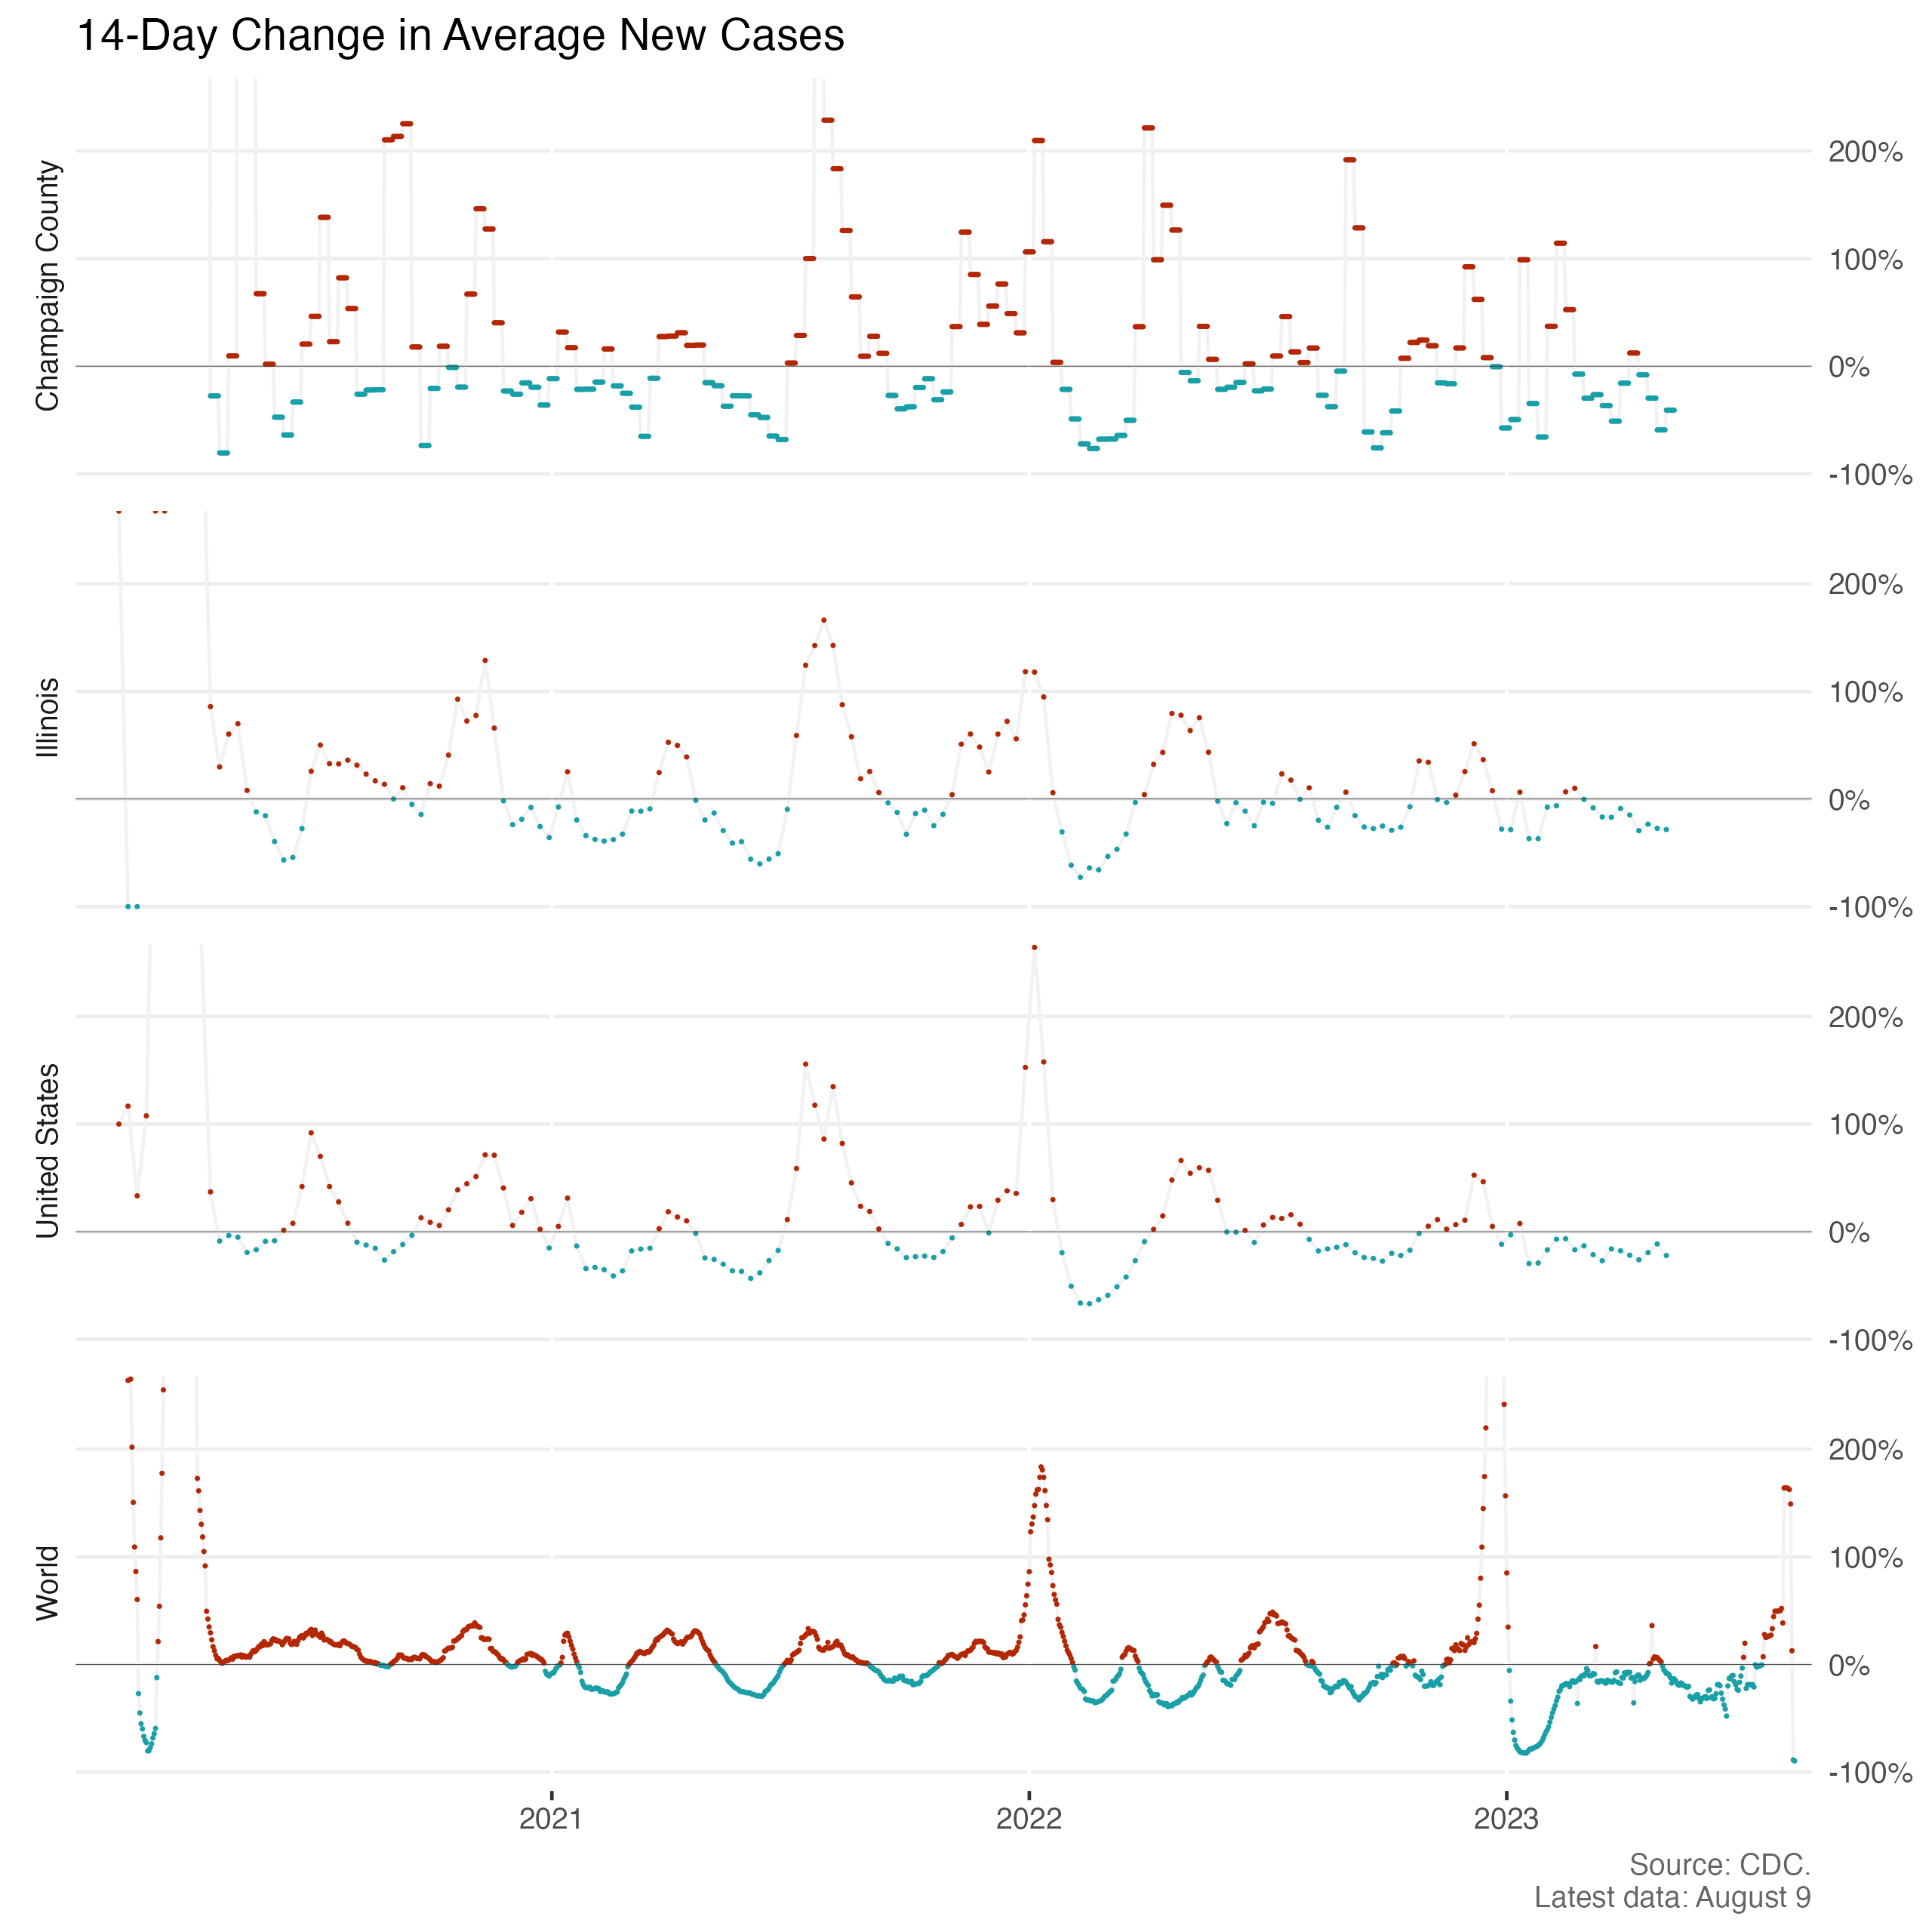 14-Day Change in Average New Cases
Champaign County
200%
100%
0%
-100%
Illinois
200%
100%
0%
-100%
United States
200%
100%
0%
-100%
World
200%
100%
0%
-100%
2021
2022
2023
Source: CDC.
Latest data: August 9